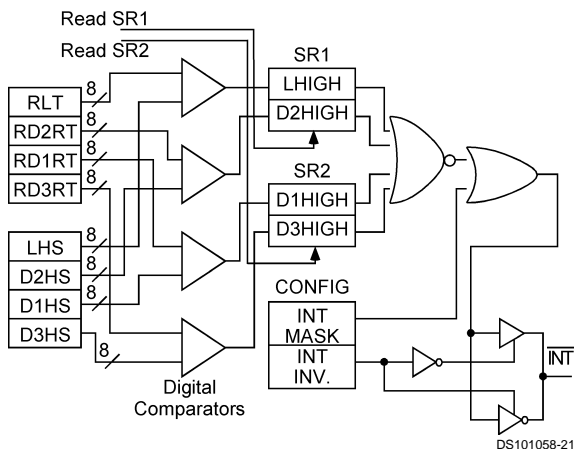 Read SR1
Read SR2
SR1
LHIGH
D2HIGH
8
RLT
8
RD2RT
8
RD1RT
8
RD3RT
SR2
D1HIGH
D3HIGH
8
LHS
8
D2HS
8
D1HS
8
D3HS
CONFIG
INT
MASK
INT
INV.
Digital
Comparators
INT
DS101058-21